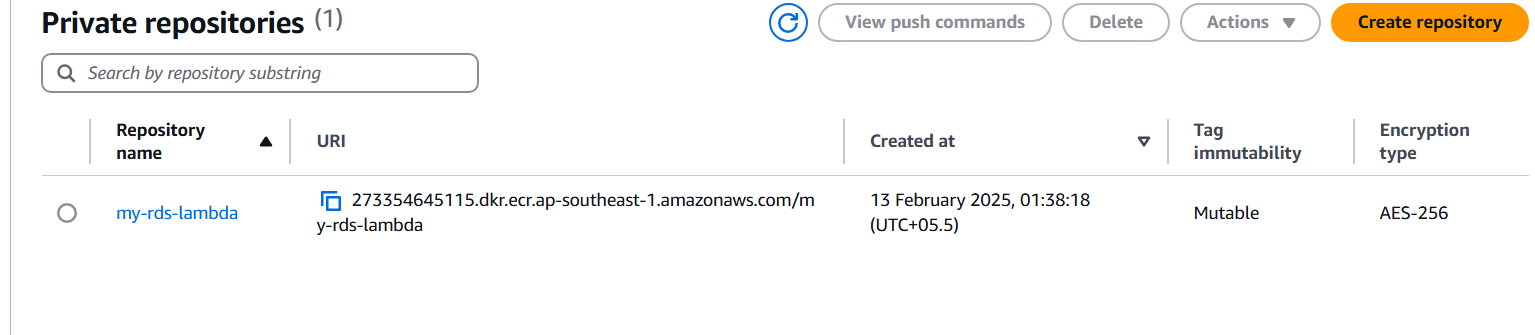 Private repositories (1)
View push commands
Delete
Actions
Create repository
Search by repository substring
Repository
name
URI
Created at
Tag
immutability
Encryption
type
my-rds-lambda
273354645115.dkr.ecr.ap-southeast-1.amazonaws.com/m
y-rds-lambda
13 February 2025, 01:38:18
(UTC+05.5)
Mutable
AES-256